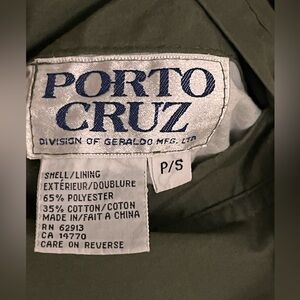 PORTO
CRUZ
DIVISION OF GERALDO MFG. LTD
P/S
SHELL/LINING
EXTÉRIEUR/DOUBLURE
65% POLYESTER
35% COTTON/COTON
MADE IN/FAIT A CHINA
RN 62913
CA 14770
CARE ON REVERSE